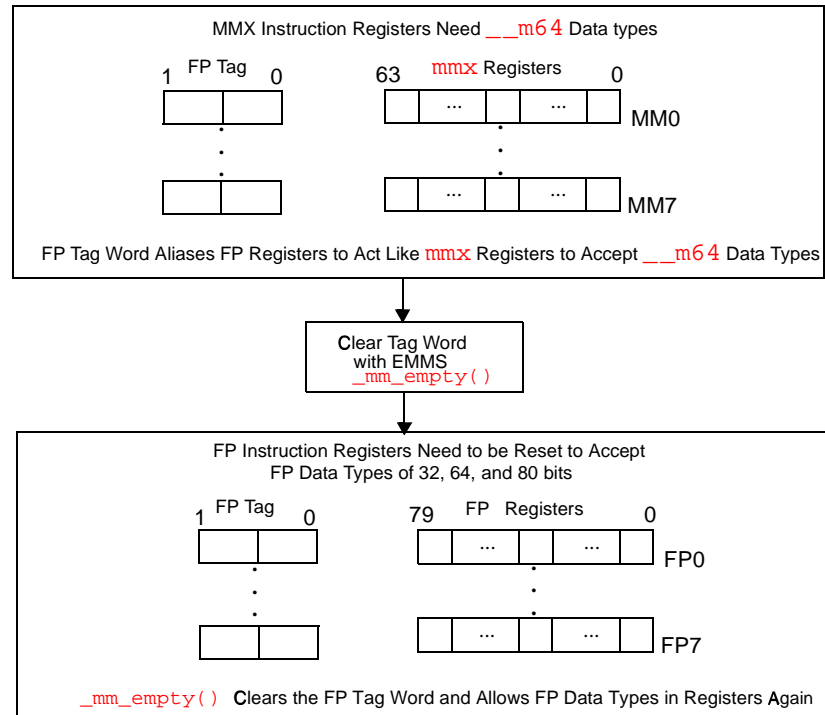 MMX Instruction Registers Need __m64 Data types
FP Tag
mmx Registers
1 0
63 0
... ...
MM0
... ...
MM7
FP Tag Word Aliases FP Registers to Act Like mmx Registers to Accept __m64 Data Types
Clear Tag Word
with EMMS
_mm_empty()
FP Instruction Registers Need to be Reset to Accept
FP Data Types of 32, 64, and 80 bits
FP Tag
FP Registers
1 0
79 0
... ...
FP0
... ...
FP7
_mm_empty() Clears the FP Tag Word and Allows FP Data Types in Registers Again